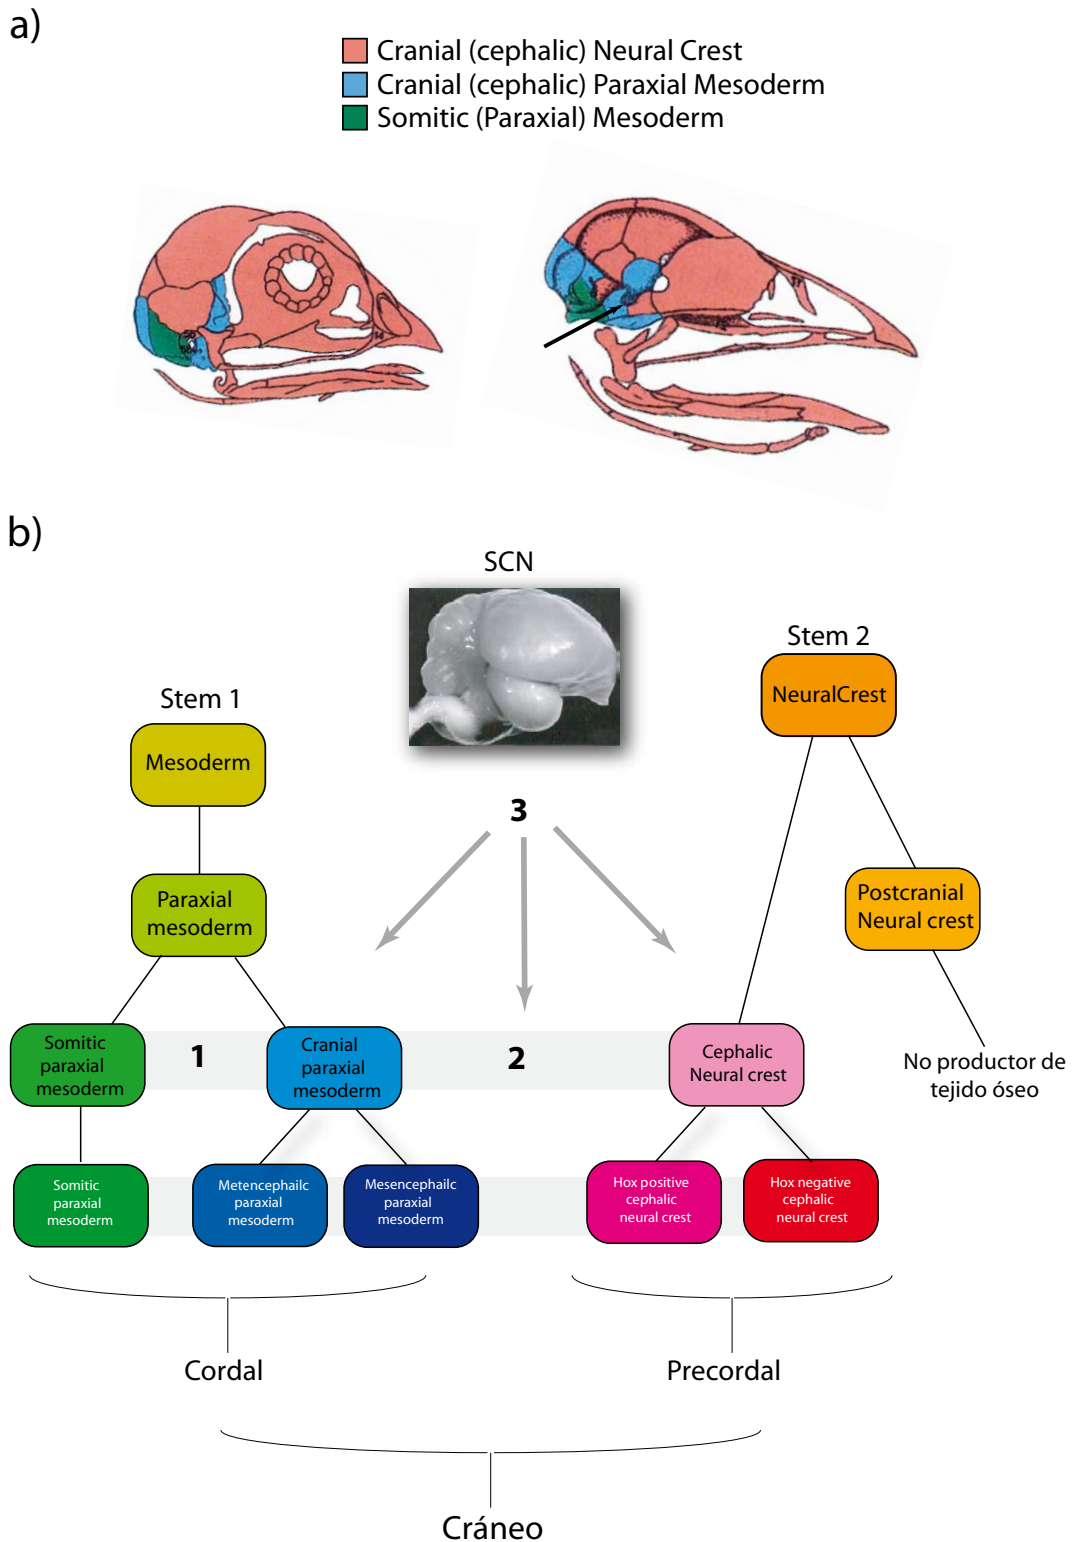 a)
Cranial (cephalic) Neural Crest
Cranial (cephalic) Paraxial Mesoderm
Somitic (Paraxial) Mesoderm
b)
SCN
Stem 2
NeuralCrest
Stem 1
Mesoderm
3
Paraxial
mesoderm
Postcranial
Neural crest
Somitic
paraxial
mesoderm
1
Cranial
paraxial
mesoderm
2
Cephalic
Neural crest
No productor de
tejido óseo
Somitic
paraxial
mesoderm
Metencephailc
paraxial
mesoderm
Mesencephailc
paraxial
mesoderm
Hox positive
cephalic
neural crest
Hox negative
cephalic
neural crest
Cordal
Precordal
Cráneo